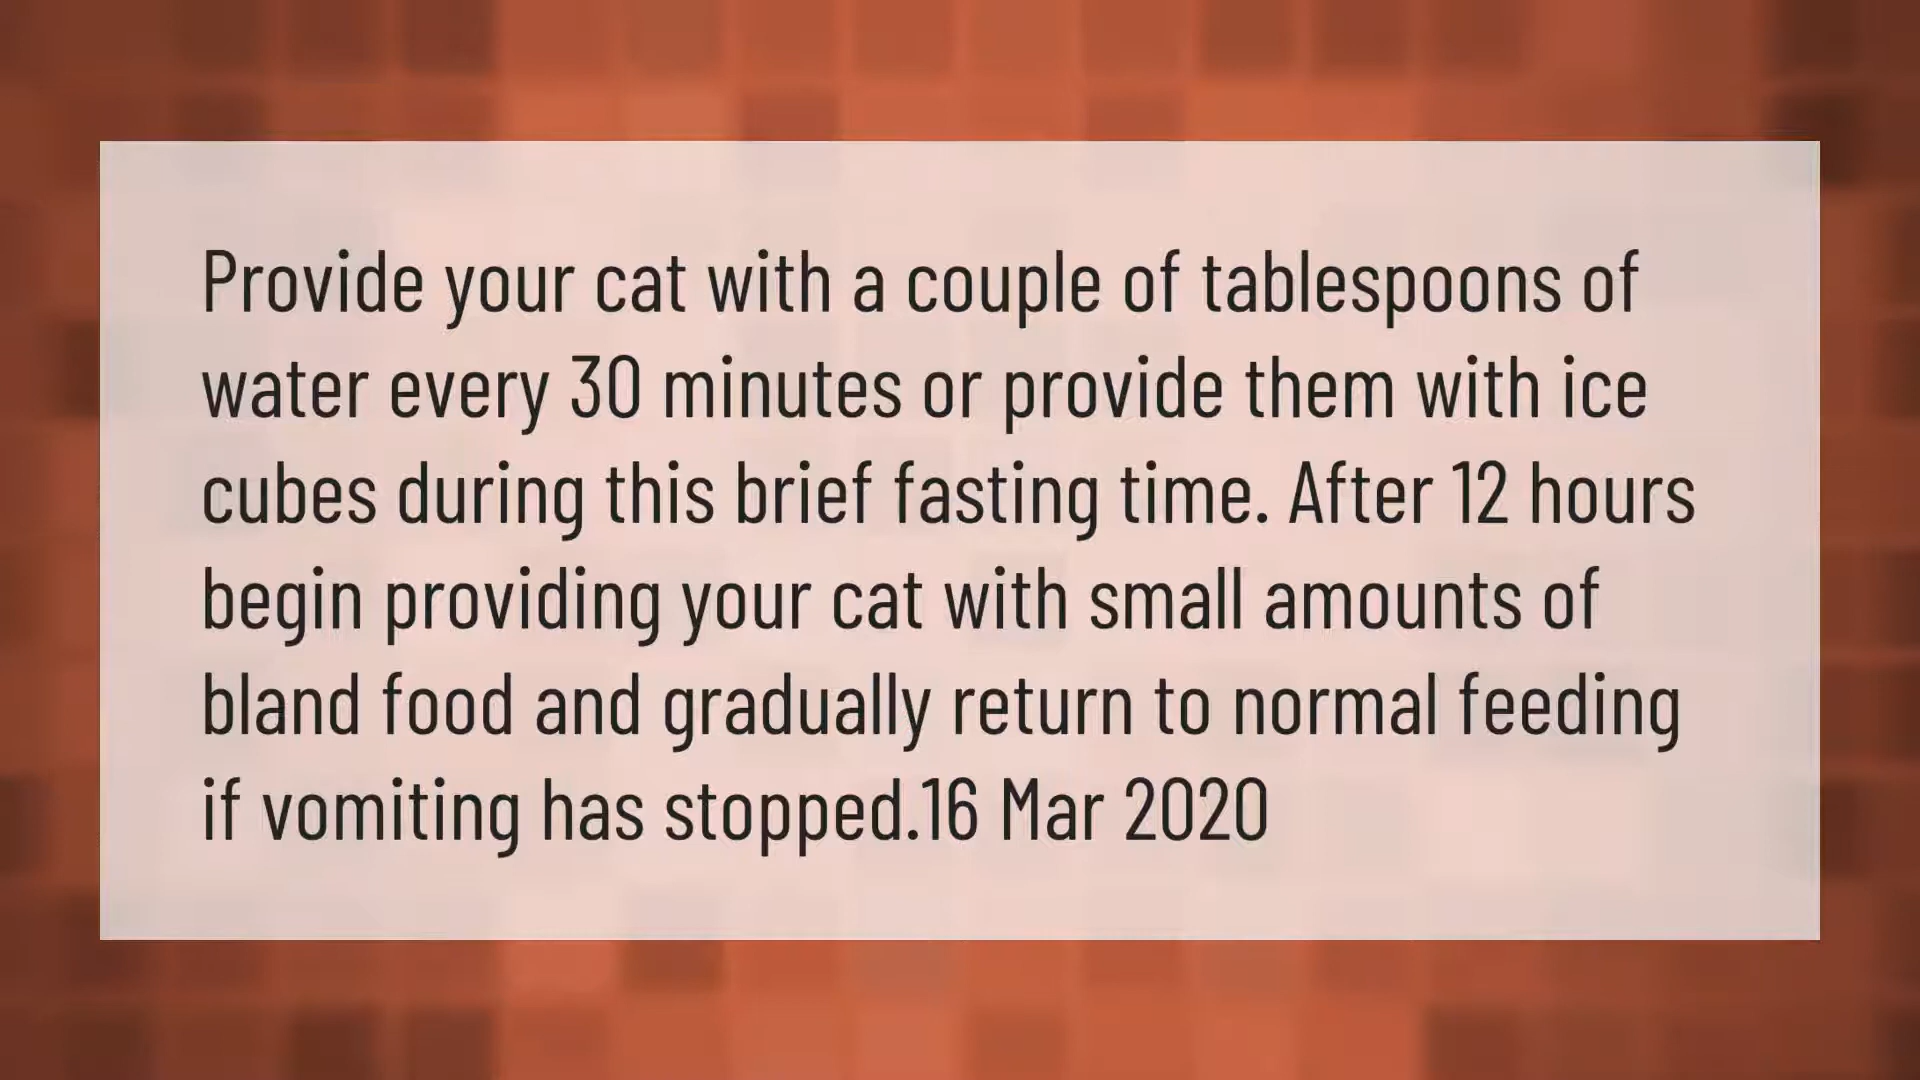 Provide your cat with a couple of tablespoons of
water every 30 minutes or provide them with ice
cubes during this brief fasting time. After 12 hours
begin providing your cat with small amounts of
bland food and gradually return to normal feeding
if vomiting has stopped.16 Mar 2020